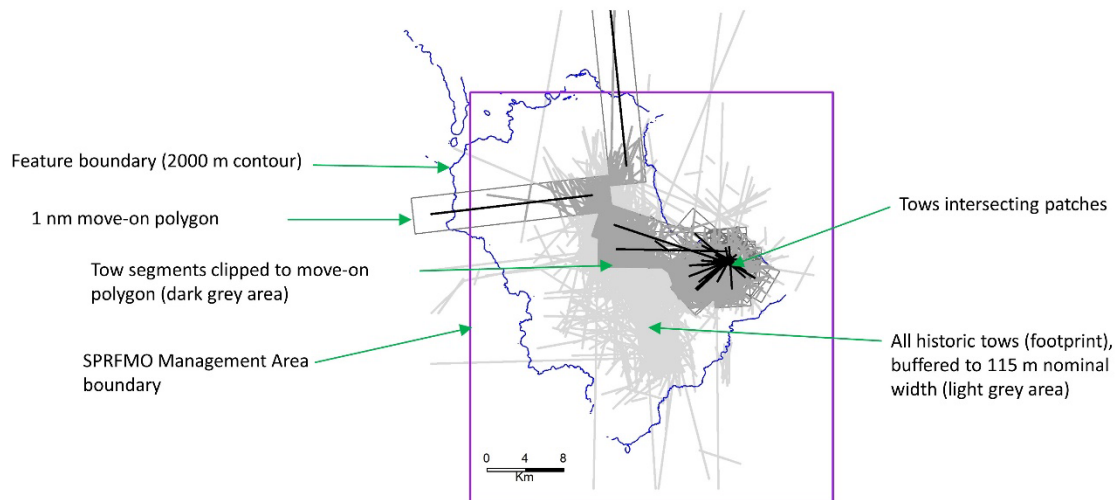 Feature boundary (2000 m contour)
1 nm move-on polygon
Tow segments clipped to move-on
polygon (dark grey area)
SPRFMO Management Area
boundary
Tows intersecting patches
All historic tows (footprint),
buffered to 115 m nominal
width (light grey area)
0 4 8
Km